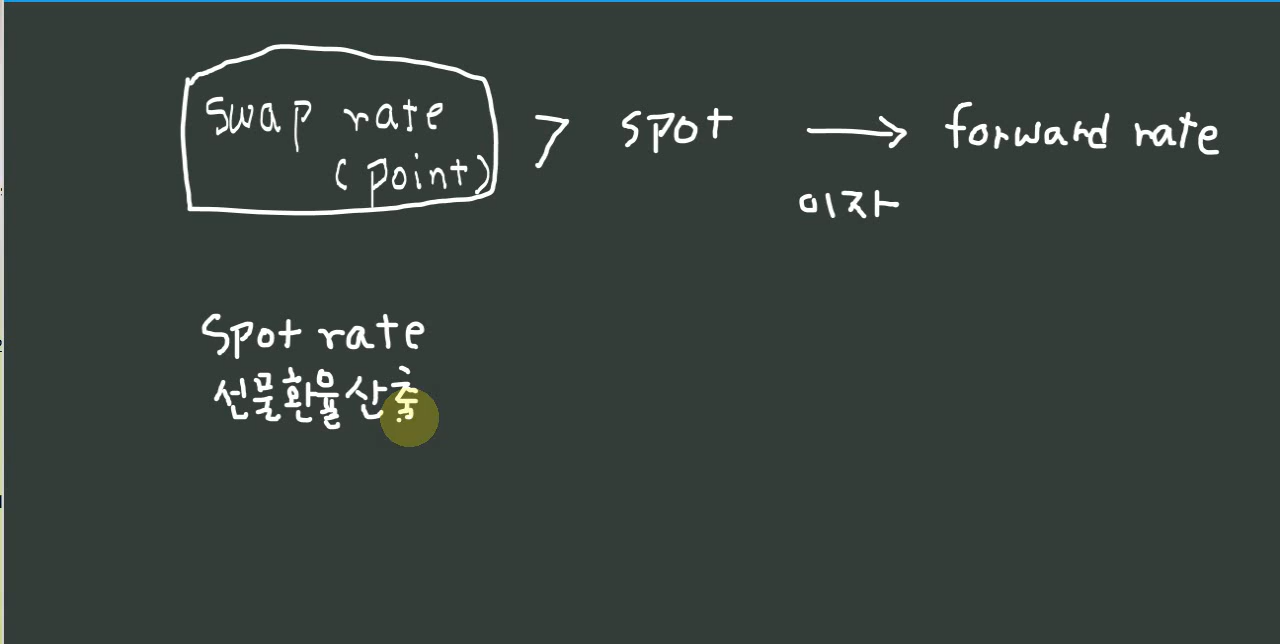 swap rate
(point)
> spot → forward rate
이자
Spot rate
선물환율산출